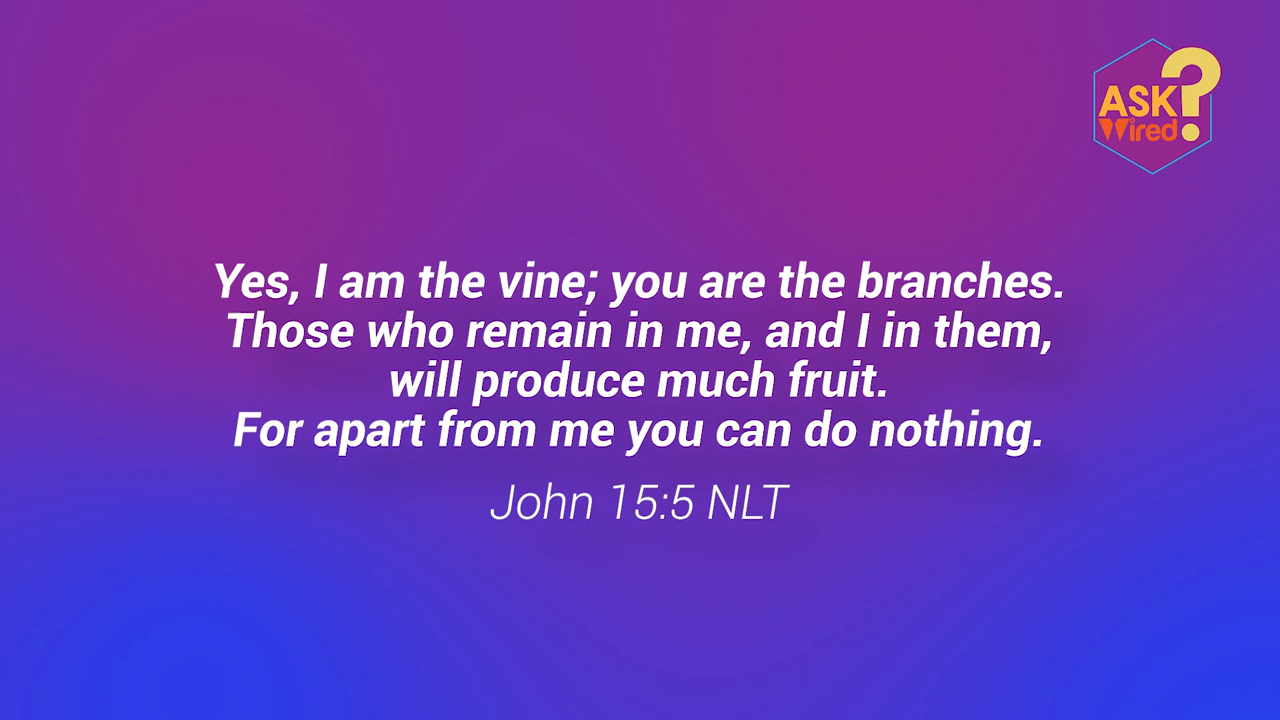 ASK?
Wired
Yes, I am the vine; you are the branches.
Those who remain in me, and I in them,
will produce much fruit.
For apart from me you can do nothing.
John 15:5 NLT